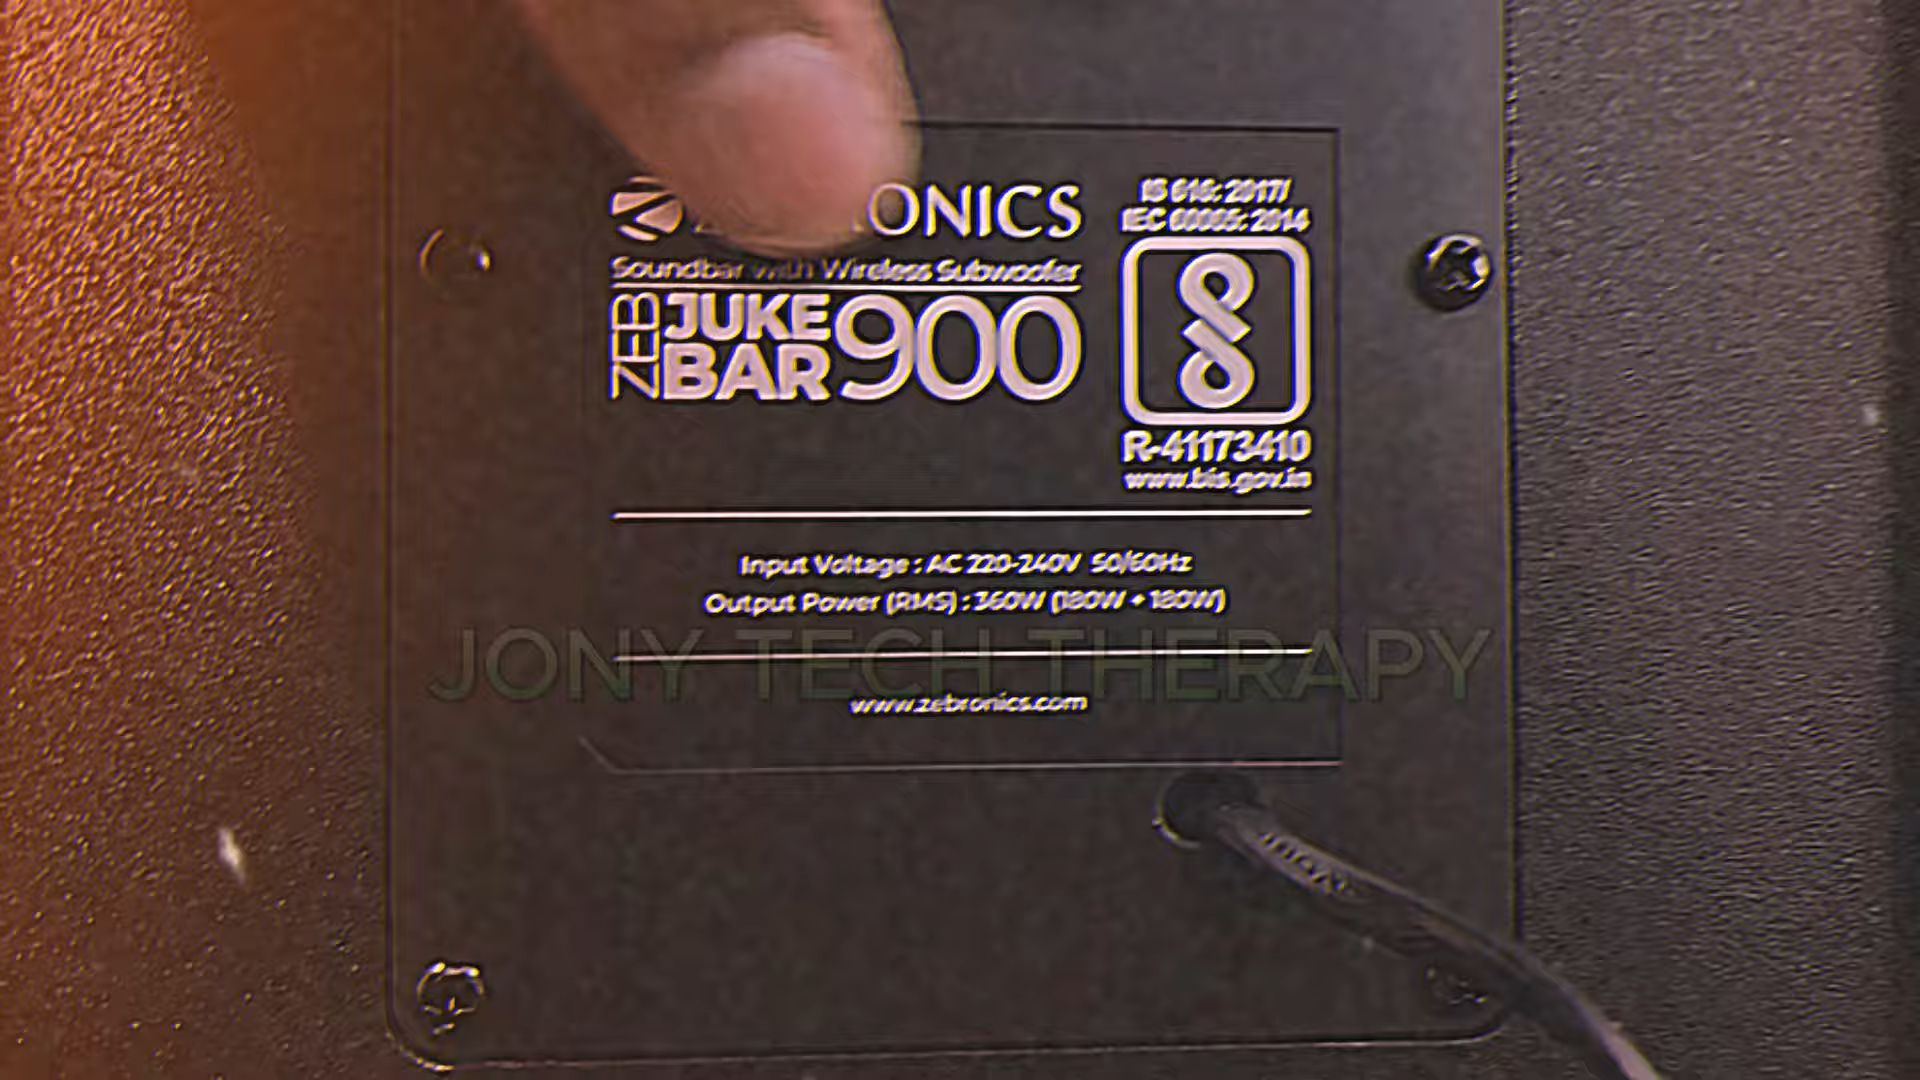 ONICS
Soundbar with Wireless Subwoofer
ZEB JUKE BAR 900
IS 616: 2017/
IEC 60065: 2014
R-41173410
www.bis.gov.in
Input Voltage : AC 220-240V 50/60Hz
Output Power (RMS) : 360W (180W + 180W)
JONY TECH THERAPY
www.zebronics.com